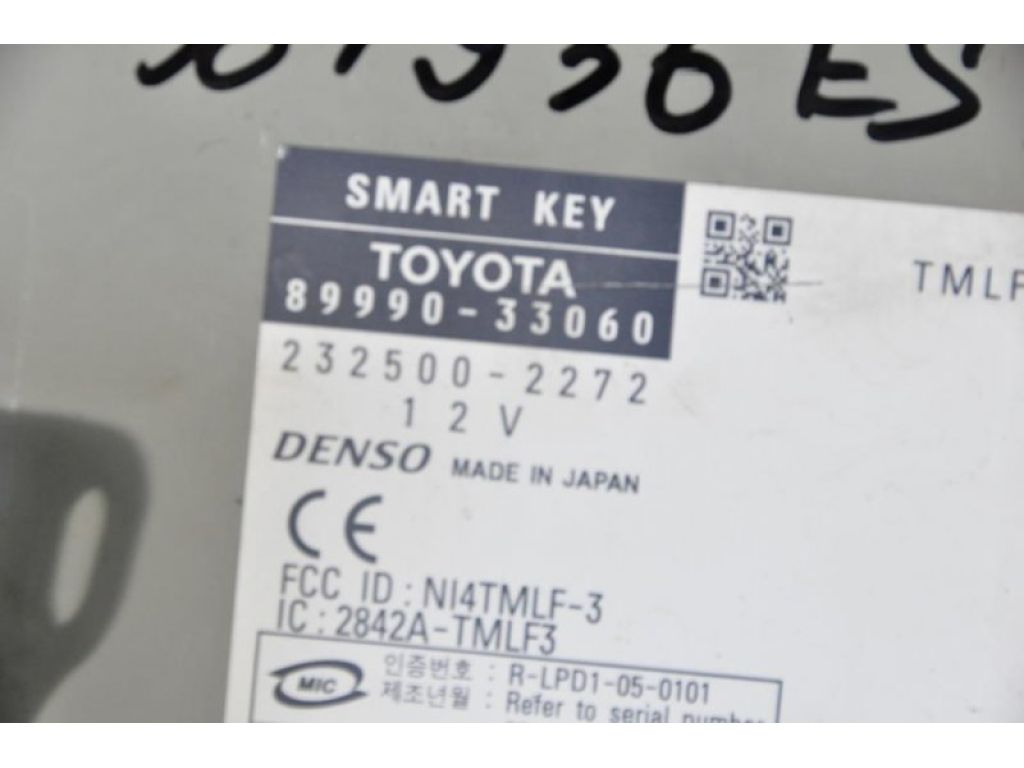 ES
SMART KEY
TOYOTA
89990-33060
TMLF
232500-2272
12V
DENSO MADE IN JAPAN
CE
FCC ID : NI4TMLF-3
IC : 2842A-TMLF3
MIC
인증번호 : R-LPD1-05-0101
제조년월 : Refer to serial number